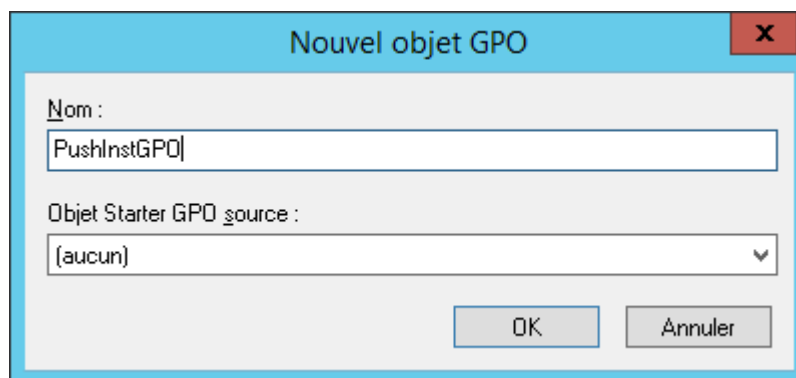 Nouvel objet GPO
x
Nom :
PushInstGPO
Objet Starter GPO source :
(aucun)
OK Annuler